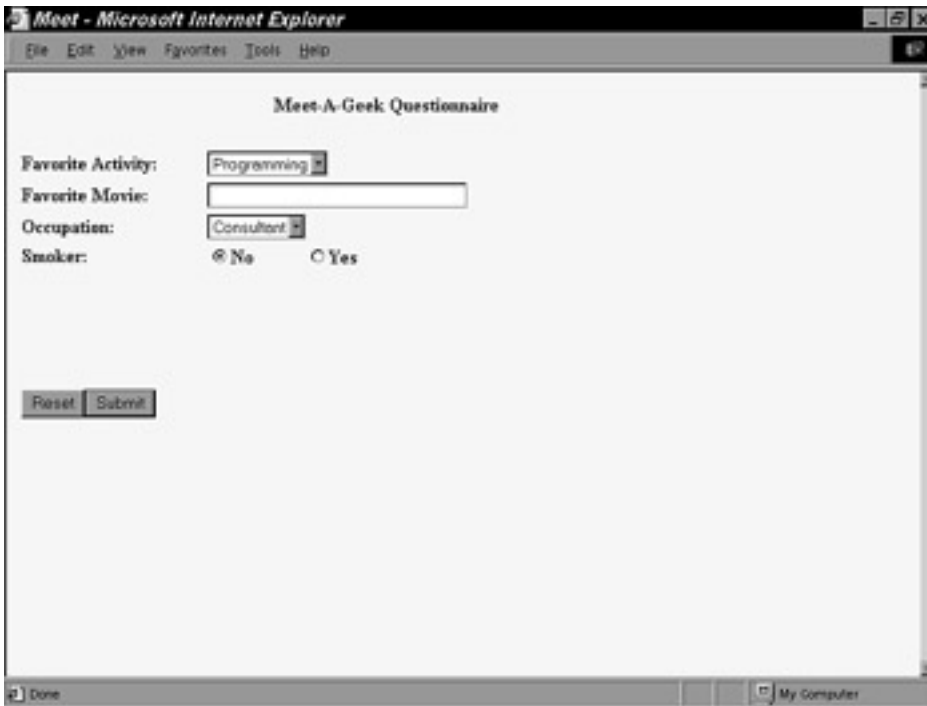 Meet - Microsoft Internet Explorer
File Edit View Favorites Tools Help
Meet-A-Geek Questionnaire
Favorite Activity: Programming
Favorite Movie:
Occupation: Consultant
Smoker: No Yes
Reset Submit
Done My Computer